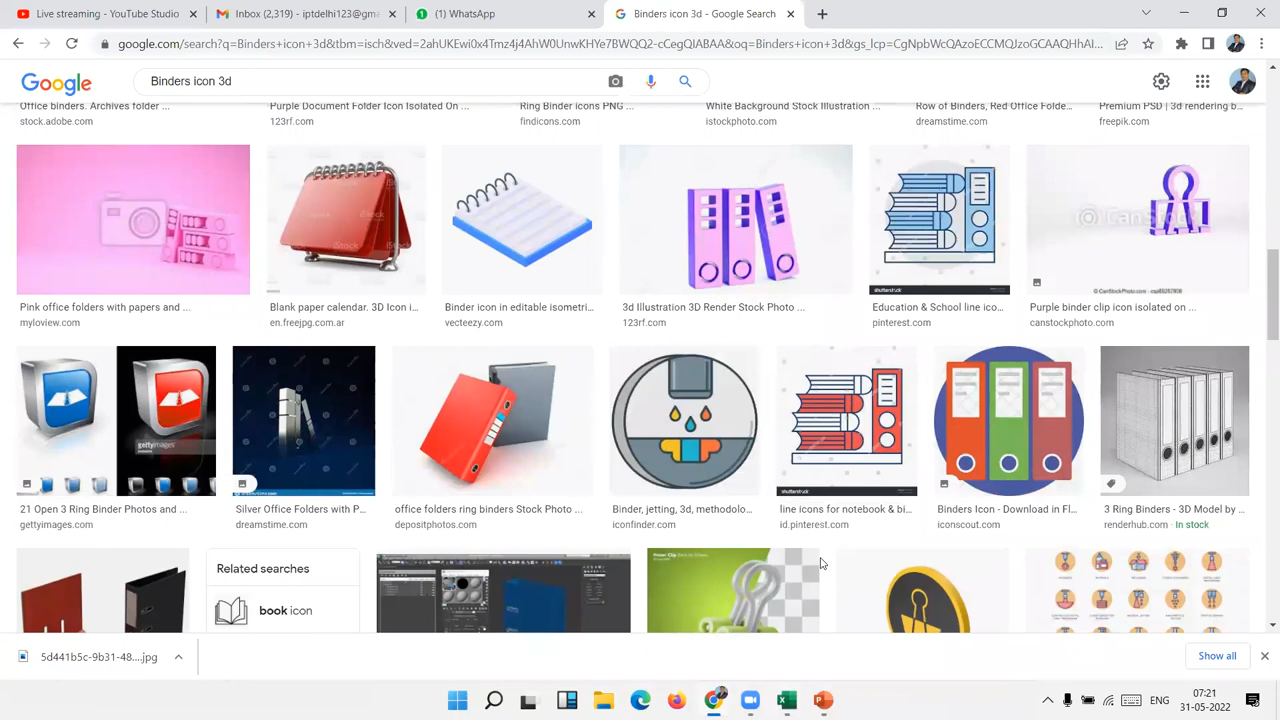 Live streaming - YouTube Studio
Inbox (2,319) - iptdelhi123@gm
(1) WhatsApp
Binders icon 3d - Google Search
google.com/search?q=Binders+icon+3d&tbm=isch&ved=2ahUKEwi0x4Tmz4j4AhW0UnwKHYe7BWQQ2-cCegQIABAA&oq=Binders+icon+3d&gs_lcp=CgNpbWcQAzoECCMQJzoGCAAQHhAI...
Google
Binders icon 3d
Office binders. Archives folder ...
stock.adobe.com
Purple Document Folder Icon Isolated On ...
123rf.com
Ring Binder icons PNG ...
findicons.com
White Background Stock Illustration ...
istockphoto.com
Row of Binders, Red Office Folde...
dreamstime.com
Premium PSD | 3d rendering b...
freepik.com
iStock
iStock
iStock
CanStockPhoto
shutterstock
© CanStockPhoto.com
Pink office folders with papers and ...
myloview.com
Blink paper calendar. 3D Icon i...
en.freejpg.com.ar
Binder icon in editable isometri...
vecteezy.com
3d Illustration 3D Render Stock Photo ...
123rf.com
Education & School line ico...
pinterest.com
Purple binder clip icon isolated on ...
canstockphoto.com
gettyimages
shutterstock
21 Open 3 Ring Binder Photos and ...
gettyimages.com
Silver Office Folders with P...
dreamstime.com
office folders ring binders Stock Photo ...
depositphotos.com
Binder, jetting, 3d, methodolo...
iconfinder.com
line icons for notebook & bi...
id.pinterest.com
Binders Icon - Download in Fl...
iconscout.com
3 Ring Binders - 3D Model by ...
renderhub.com · In stock
Related searches
book icon
5d441b5c-9b31-48....jpg
Show all
ENG
07:21
31-05-2022